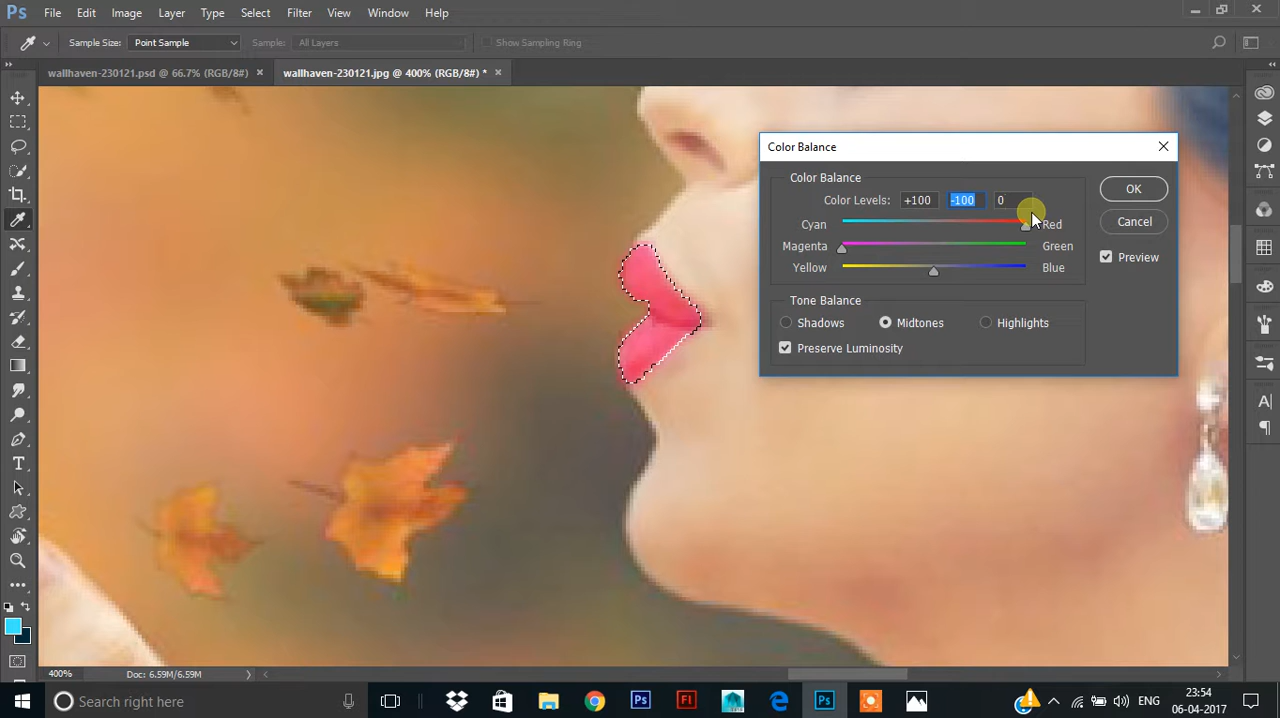 Ps File Edit Image Layer Type Select Filter View Window Help
Sample Size: Point Sample Sample: All Layers Show Sampling Ring
wallhaven-230121.psd @ 66.7% (RGB/8#) wallhaven-230121.jpg @ 400% (RGB/8#) *
Color Balance
Color Balance
Color Levels: +100 -100 0
OK
Cyan Red
Cancel
Magenta Green
Preview
Yellow Blue
Tone Balance
Shadows Midtones Highlights
Preserve Luminosity
400% Doc: 6.59M/6.59M
Search right here
Ps Fl Ps
ENG
23:54
06-04-2017